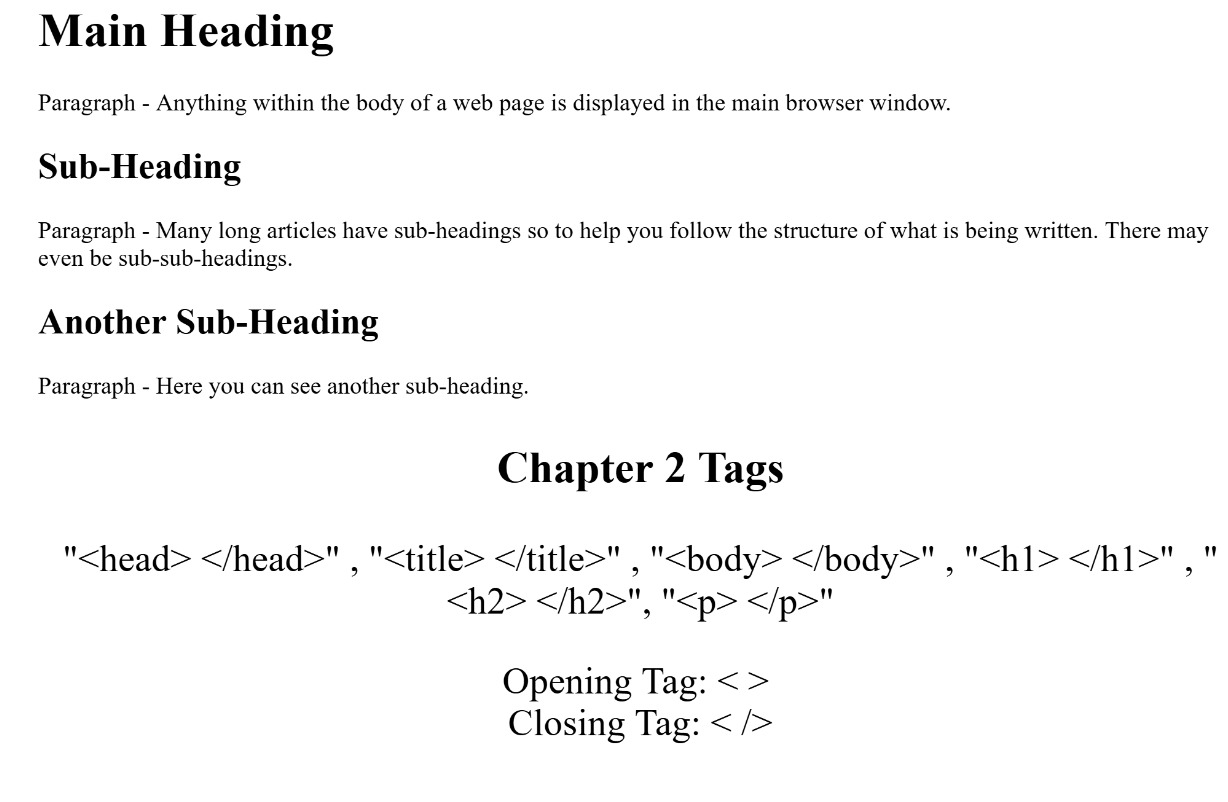 Main Heading
Paragraph - Anything within the body of a web page is displayed in the main browser window.
Sub-Heading
Paragraph - Many long articles have sub-headings so to help you follow the structure of what is being written. There may
even be sub-sub-headings.
Another Sub-Heading
Paragraph - Here you can see another sub-heading.
Chapter 2 Tags
"<head> </head>" , "<title> </title>" , "<body> </body>" , "<h1> </h1>" , "
<h2> </h2>", "<p> </p>"
Opening Tag: < >
Closing Tag: < />